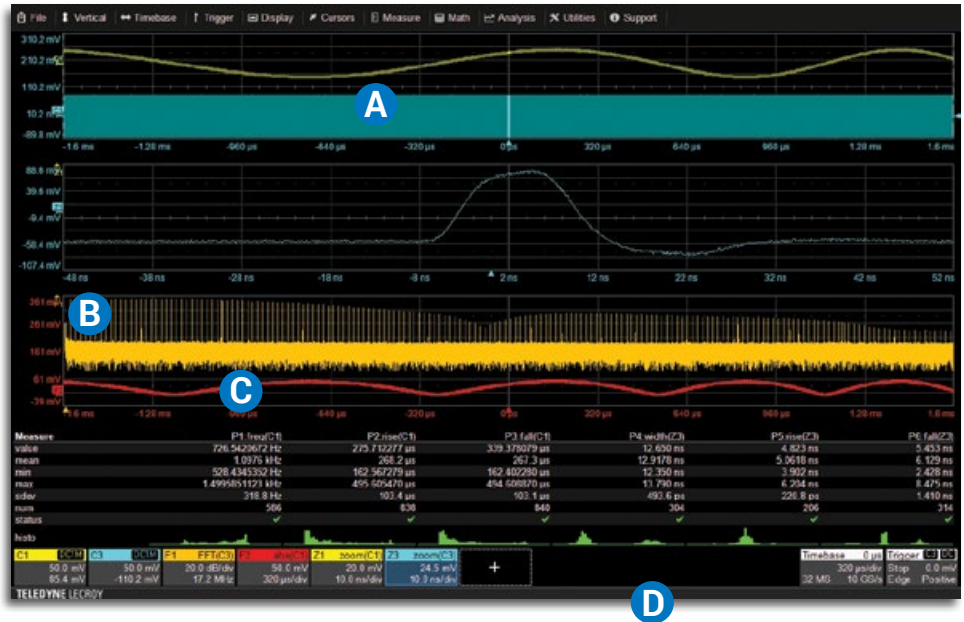 File Vertical Timebase Trigger Display Cursors Measure Math Analysis Utilities Support
310.2 mV
210.2 mV
110.2 mV
A
10.2 mV
-89.8 mV
-1.6 ms -1.28 ms -960 µs -640 µs -320 µs 0 µs 320 µs 640 µs 960 µs 1.28 ms 1.6 ms
88.6 mV
39.6 mV
-9.4 mV
-58.4 mV
-107.4 mV
-48 ns -38 ns -28 ns -18 ns -8 ns 2 ns 12 ns 22 ns 32 ns 42 ns 52 ns
361 mV
B
261 mV
161 mV
61 mV
C
-39 mV
-1.6 ms -1.28 ms -960 µs -640 µs -320 µs 0 µs 320 µs 640 µs 960 µs 1.28 ms 1.6 ms
Measure P1:freq(C1) P2:rise(C1) P3:fall(C1) P4:width(Z3) P5:rise(Z3) P6:fall(Z3)
value 726.5429672 Hz 275.712277 µs 339.378079 µs 12.650 ns 4.823 ns 5.453 ns
mean 1.0976 kHz 268.2 µs 267.3 µs 12.9178 ns 5.0618 ns 6.129 ns
min 528.4345352 Hz 162.567279 µs 162.402280 µs 12.350 ns 3.902 ns 2.428 ns
max 1.4995851123 kHz 495.605470 µs 494.608870 µs 13.790 ns 6.204 ns 8.475 ns
sdev 318.8 Hz 103.4 µs 103.1 µs 493.6 ps 220.8 ps 1.410 ns
num 586 838 840 304 206 314
status
histo
C1 DC1M C3 DC1M F1 FFT(C3) F2 abs(C1) Z1 zoom(C1) Z3 zoom(C3) Timebase 0 µs Trigger C3 DC
50.0 mV 50.0 mV 20.0 dB/div 50.0 mV 20.0 mV 24.5 mV + 320 µs/div Stop 0.0 mV
85.4 mV -110.2 mV 17.2 MHz 320 µs/div 10.0 ns/div 10.0 ns/div 32 MS 10 GS/s Edge Positive
TELEDYNE LECROY
D